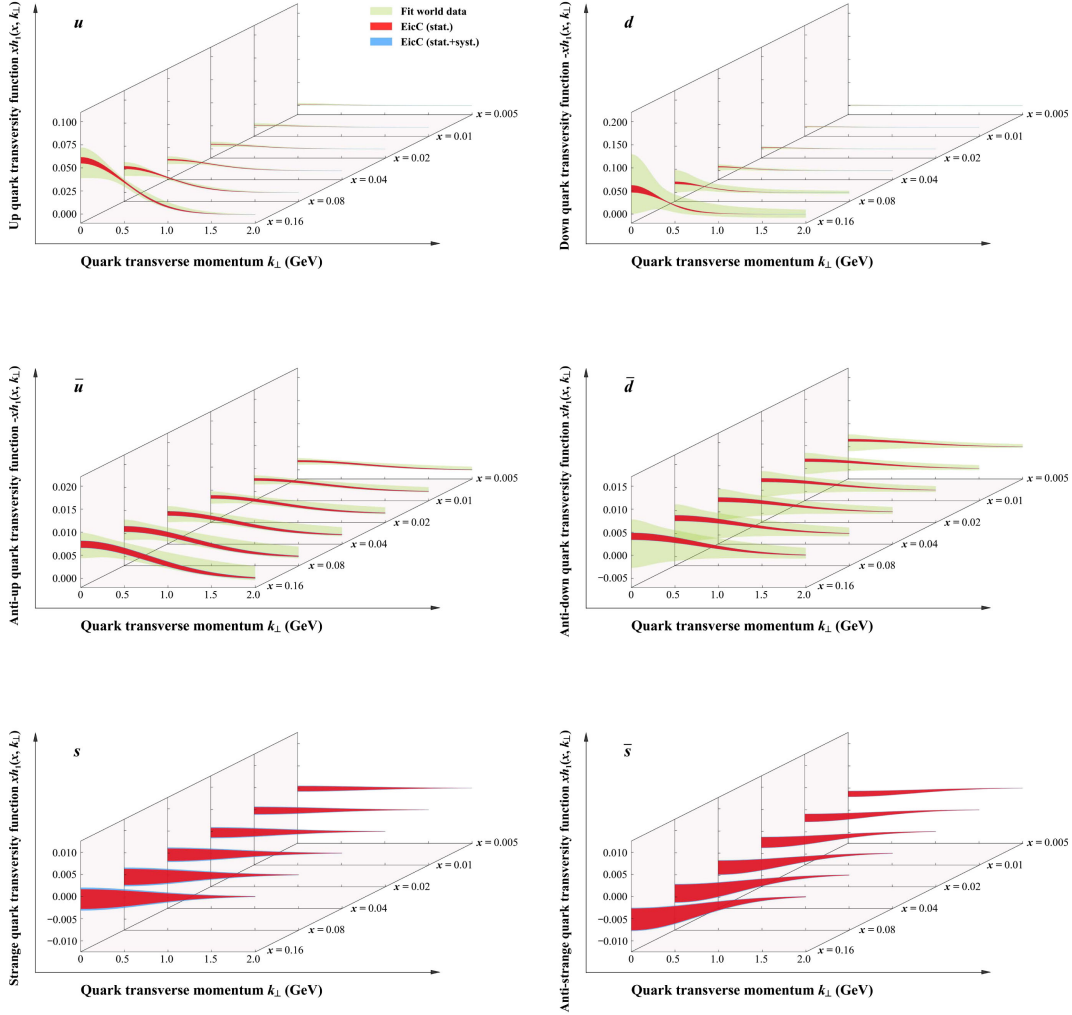 u
Fit world data
EicC (stat.)
EicC (stat.+syst.)
Up quark transversity function xh₁(x, k⊥)
0.100
0.075
0.050
0.025
0.000
0.0 0.5 1.0 1.5 2.0
x = 0.005
x = 0.01
x = 0.02
x = 0.04
x = 0.08
x = 0.16
Quark transverse momentum k⊥ (GeV)
d
Down quark transversity function -xh₁(x, k⊥)
0.200
0.150
0.100
0.050
0.000
0.0 0.5 1.0 1.5 2.0
x = 0.005
x = 0.01
x = 0.02
x = 0.04
x = 0.08
x = 0.16
Quark transverse momentum k⊥ (GeV)
u̅
Anti-up quark transversity function -xh₁(x, k⊥)
0.020
0.015
0.010
0.005
0.000
0.0 0.5 1.0 1.5 2.0
x = 0.005
x = 0.01
x = 0.02
x = 0.04
x = 0.08
x = 0.16
Quark transverse momentum k⊥ (GeV)
d̅
Anti-down quark transversity function xh₁(x, k⊥)
0.015
0.010
0.005
0.000
−0.005
0.0 0.5 1.0 1.5 2.0
x = 0.005
x = 0.01
x = 0.02
x = 0.04
x = 0.08
x = 0.16
Quark transverse momentum k⊥ (GeV)
s
Strange quark transversity function xh₁(x, k⊥)
0.010
0.005
0.000
−0.005
−0.010
0.0 0.5 1.0 1.5 2.0
x = 0.005
x = 0.01
x = 0.02
x = 0.04
x = 0.08
x = 0.16
Quark transverse momentum k⊥ (GeV)
s̅
Anti-strange quark transversity function xh₁(x, k⊥)
0.010
0.005
0.000
−0.005
−0.010
0.0 0.5 1.0 1.5 2.0
x = 0.005
x = 0.01
x = 0.02
x = 0.04
x = 0.08
x = 0.16
Quark transverse momentum k⊥ (GeV)